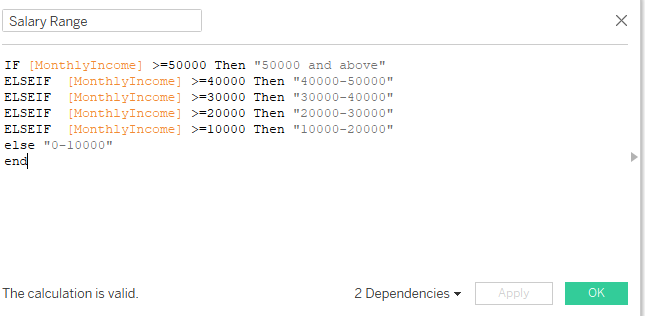 Salary Range
IF [MonthlyIncome] >=50000 Then "50000 and above"
ELSEIF  [MonthlyIncome] >=40000 Then "40000-50000"
ELSEIF  [MonthlyIncome] >=30000 Then "30000-40000"
ELSEIF  [MonthlyIncome] >=20000 Then "20000-30000"
ELSEIF  [MonthlyIncome] >=10000 Then "10000-20000"
else "0-10000"
end
The calculation is valid. 2 Dependencies Apply OK